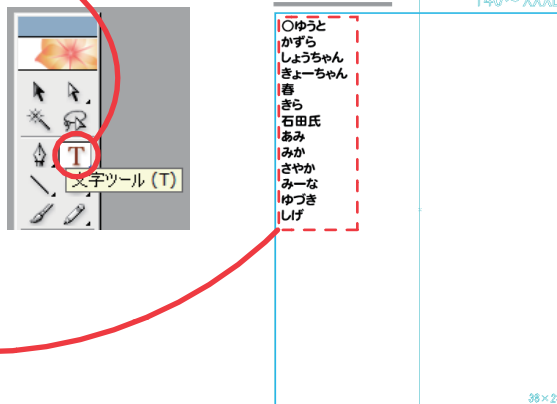 T
文字ツール (T)
〇ゆうと
かずら
しょうちゃん
きょーちゃん
春
きら
石田氏
あみ
みか
さやか
みーな
ゆづき
しげ